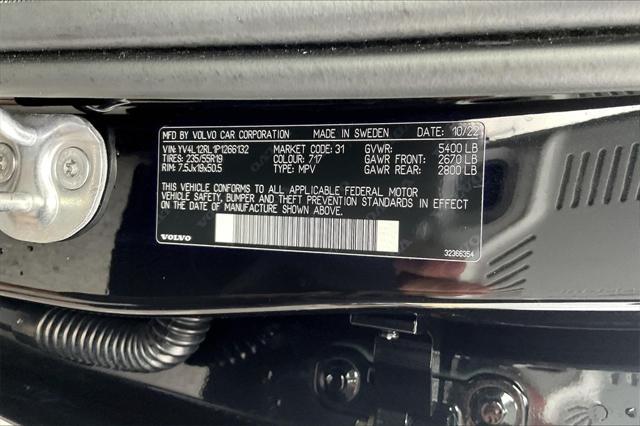 MFD BY VOLVO CAR CORPORATION MADE IN SWEDEN DATE: 10/22
VIN: YV4L12RL1P1266132 MARKET CODE: 31 GVWR: 5400 LB
TIRES: 235/55R19 COLOUR: 717 GAWR FRONT: 2670 LB
RIM: 7.5Jx19x50.5 TYPE: MPV GAWR REAR: 2800 LB
THIS VEHICLE CONFORMS TO ALL APPLICABLE FEDERAL MOTOR
VEHICLE SAFETY, BUMPER AND THEFT PREVENTION STANDARDS IN EFFECT
ON THE DATE OF MANUFACTURE SHOWN ABOVE.
VOLVO 32366354